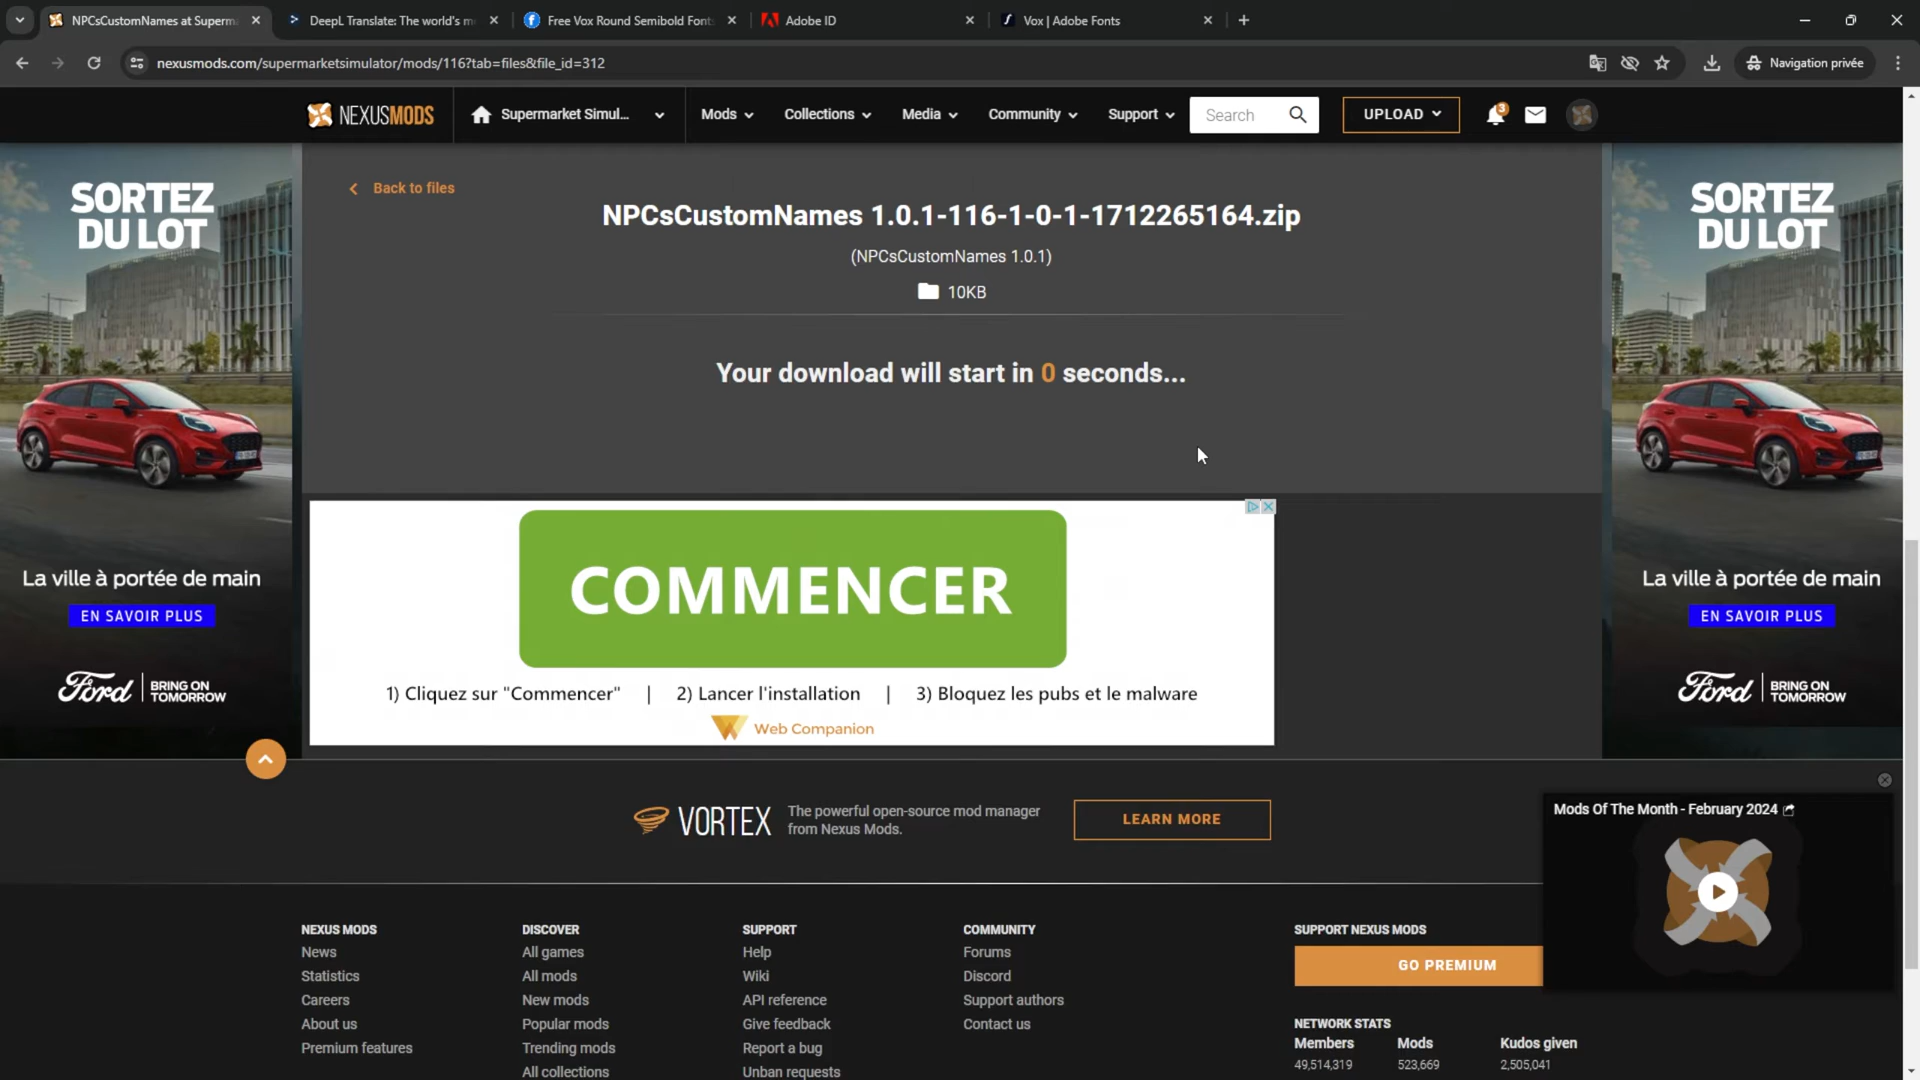 NPCsCustomNames at Superma
DeepL Translate: The world's m
Free Vox Round Semibold Font
Adobe ID
Vox | Adobe Fonts
nexusmods.com/supermarketsimulator/mods/116?tab=files&file_id=312
Navigation privée
NEXUSMODS
Supermarket Simul...
Mods
Collections
Media
Community
Support
Search
UPLOAD
3
Back to files
NPCsCustomNames 1.0.1-116-1-0-1-1712265164.zip
(NPCsCustomNames 1.0.1)
10KB
Your download will start in 0 seconds...
SORTEZ
DU LOT
La ville à portée de main
EN SAVOIR PLUS
Ford
BRING ON
TOMORROW
SORTEZ
DU LOT
La ville à portée de main
EN SAVOIR PLUS
Ford
BRING ON
TOMORROW
COMMENCER
1) Cliquez sur "Commencer" | 2) Lancer l'installation | 3) Bloquez les pubs et le malware
Web Companion
VORTEX
The powerful open-source mod manager
from Nexus Mods.
LEARN MORE
Mods Of The Month - February 2024
NEXUS MODS
News
Statistics
Careers
About us
Premium features
DISCOVER
All games
All mods
New mods
Popular mods
Trending mods
All collections
SUPPORT
Help
Wiki
API reference
Give feedback
Report a bug
Unban requests
COMMUNITY
Forums
Discord
Support authors
Contact us
SUPPORT NEXUS MODS
GO PREMIUM
NETWORK STATS
Members Mods Kudos given
49,514,319 523,669 2,505,041